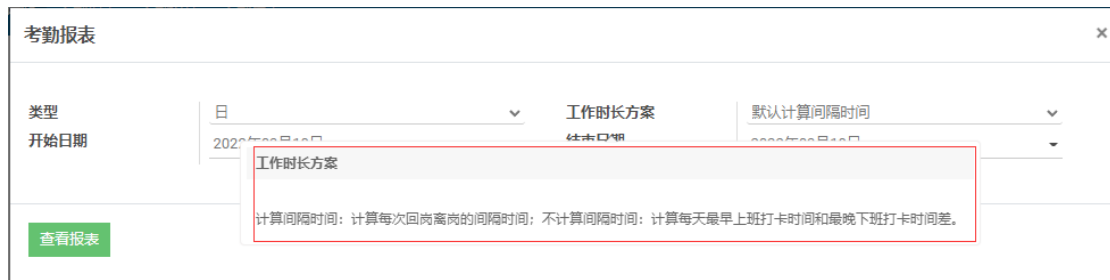 考勤报表
×
类型 日 工作时长方案 默认计算间隔时间
开始日期 结束日期
工作时长方案
计算间隔时间：计算每次回岗离岗的间隔时间；不计算间隔时间：计算每天最早上班打卡时间和最晚下班打卡时间差。
查看报表